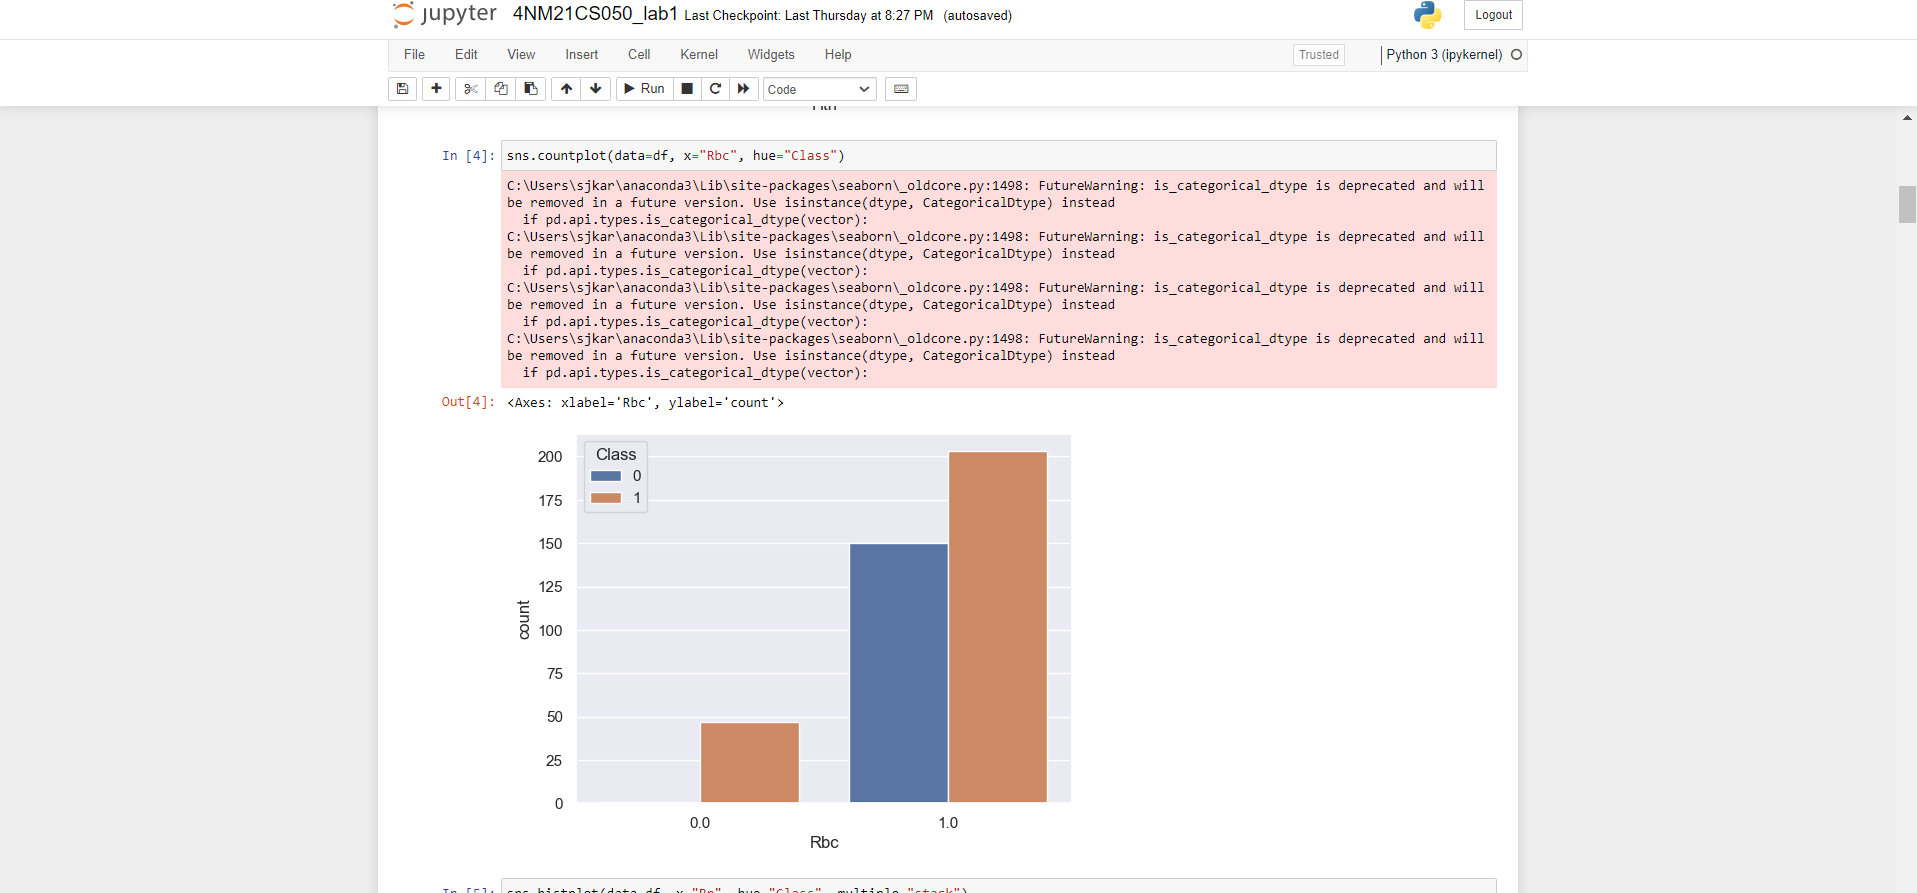 jupyter 4NM21CS050_lab1 Last Checkpoint: Last Thursday at 8:27 PM (autosaved) Logout
File Edit View Insert Cell Kernel Widgets Help Trusted Python 3 (ipykernel)
Run Code
In [4]: sns.countplot(data=df, x="Rbc", hue="Class")
C:\Users\sjkar\anaconda3\Lib\site-packages\seaborn\_oldcore.py:1498: FutureWarning: is_categorical_dtype is deprecated and will
be removed in a future version. Use isinstance(dtype, CategoricalDtype) instead
if pd.api.types.is_categorical_dtype(vector):
C:\Users\sjkar\anaconda3\Lib\site-packages\seaborn\_oldcore.py:1498: FutureWarning: is_categorical_dtype is deprecated and will
be removed in a future version. Use isinstance(dtype, CategoricalDtype) instead
if pd.api.types.is_categorical_dtype(vector):
C:\Users\sjkar\anaconda3\Lib\site-packages\seaborn\_oldcore.py:1498: FutureWarning: is_categorical_dtype is deprecated and will
be removed in a future version. Use isinstance(dtype, CategoricalDtype) instead
if pd.api.types.is_categorical_dtype(vector):
C:\Users\sjkar\anaconda3\Lib\site-packages\seaborn\_oldcore.py:1498: FutureWarning: is_categorical_dtype is deprecated and will
be removed in a future version. Use isinstance(dtype, CategoricalDtype) instead
if pd.api.types.is_categorical_dtype(vector):
Out[4]: <Axes: xlabel='Rbc', ylabel='count'>
Class
0
1
200
175
150
125
100
75
50
25
0
count
0.0 1.0
Rbc
In [5]: sns.histplot(data=df, x="Bp", hue="Class", multiple="stack")